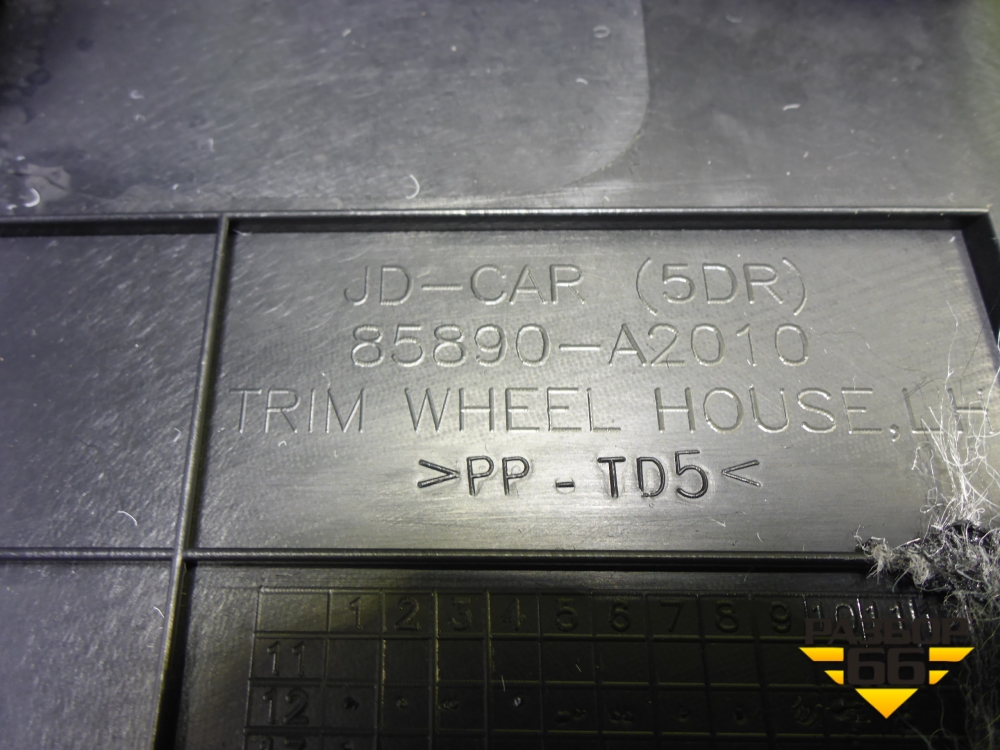 JD-CAR (5DR)
85890-A2010
TRIM WHEEL HOUSE,LH
>PP-TD5<
1 2 3 4 5 6 7 8 9 10 11
11
12
РАЗБОР
66